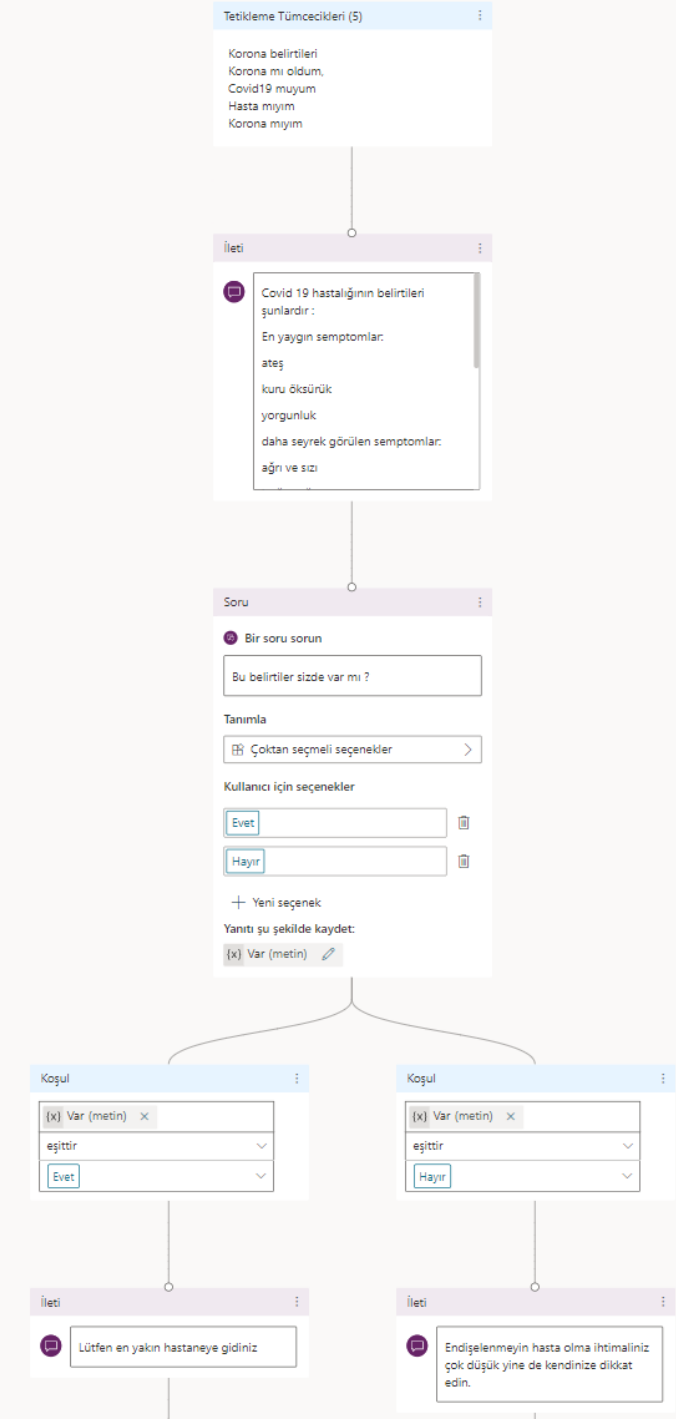 Tetikleme Tümcecikleri (5)
Korona belirtileri
Korona mı oldum,
Covid19 muyum
Hasta mıyım
Korona mıyım
İleti
Covid 19 hastalığının belirtileri
şunlardır :
En yaygın semptomlar:
ateş
kuru öksürük
yorgunluk
daha seyrek görülen semptomlar:
ağrı ve sızı
Soru
Bir soru sorun
Bu belirtiler sizde var mı ?
Tanımla
Çoktan seçmeli seçenekler
Kullanıcı için seçenekler
Evet
Hayır
+ Yeni seçenek
Yanıtı şu şekilde kaydet:
{x} Var (metin)
Koşul
{x} Var (metin) ×
eşittir
Evet
Koşul
{x} Var (metin) ×
eşittir
Hayır
İleti
Lütfen en yakın hastaneye gidiniz
İleti
Endişelenmeyin hasta olma ihtimaliniz
çok düşük yine de kendinize dikkat
edin.